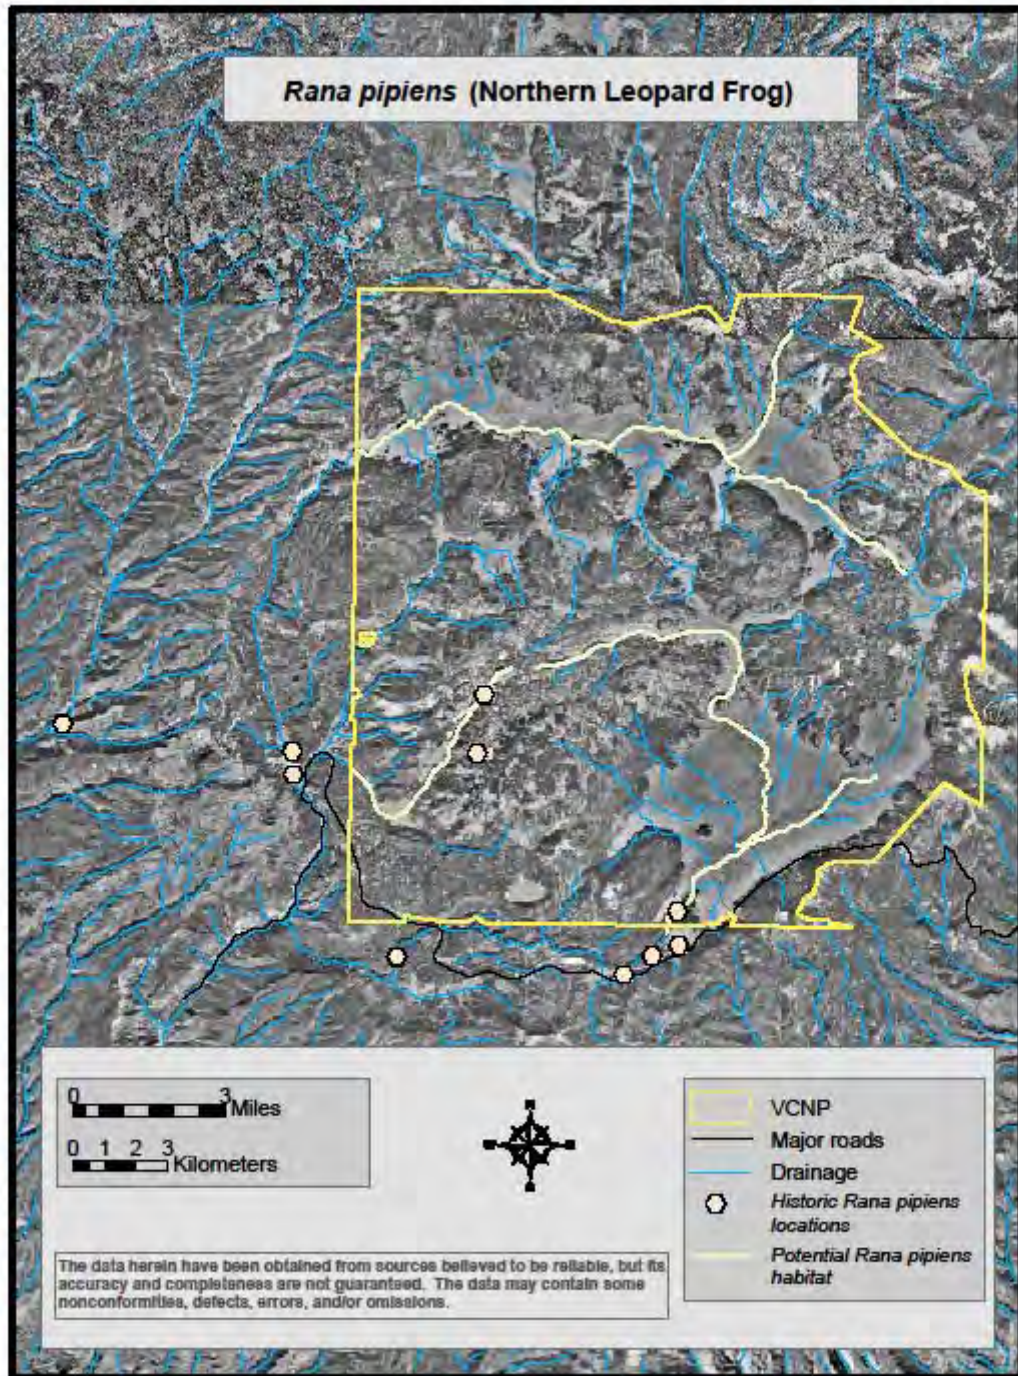 Rana pipiens (Northern Leopard Frog)
0 3
Miles
0 1 2 3
Kilometers
VCNP
Major roads
Drainage
Historic Rana pipiens
locations
Potential Rana pipiens
habitat
The data herein have been obtained from sources believed to be reliable, but its
accuracy and completeness are not guaranteed. The data may contain some
nonconformities, defects, errors, and/or omissions.